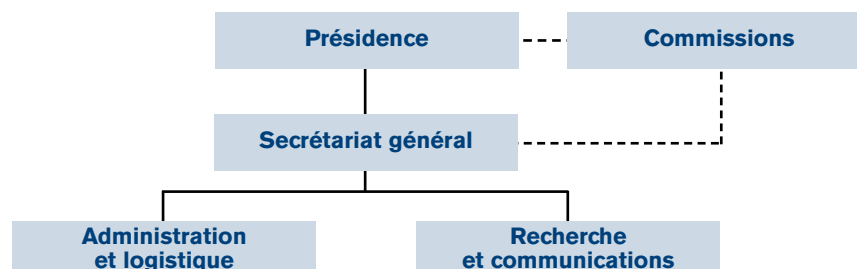 Présidence
Commissions
Secrétariat général
Administration
et logistique
Recherche
et communications